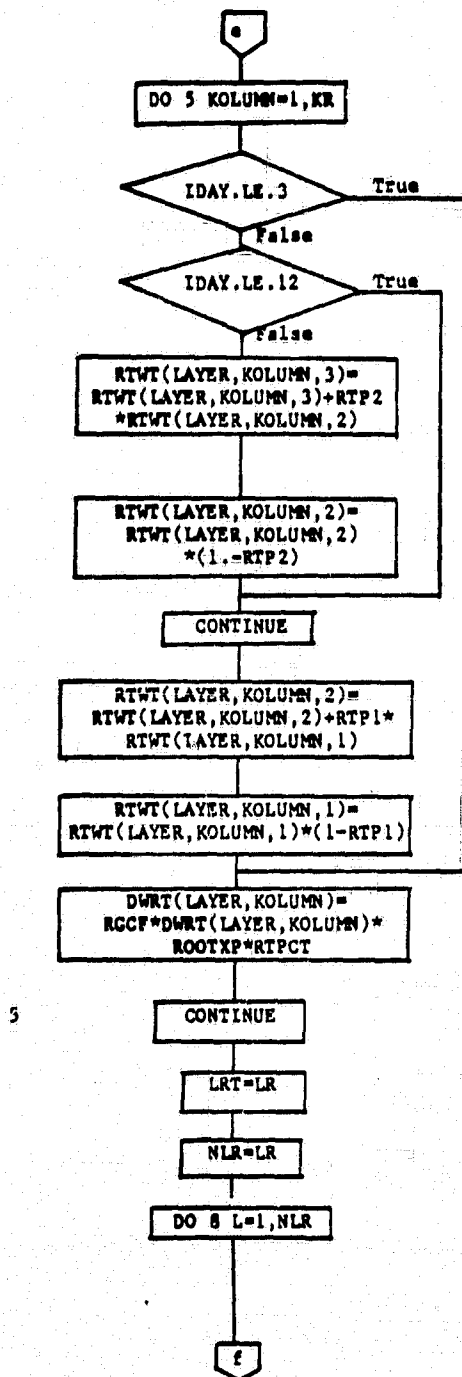 e
DO 5 KOLUMN=1,KR
IDAY.LE.3
True
False
IDAY.LE.12
True
False
RTWT(LAYER,KOLUMN,3)=
RTWT(LAYER,KOLUMN,3)+RTP2
*RTWT(LAYER,KOLUMN,2)
RTWT(LAYER,KOLUMN,2)=
RTWT(LAYER,KOLUMN,2)
*(1.-RTP2)
CONTINUE
RTWT(LAYER,KOLUMN,2)=
RTWT(LAYER,KOLUMN,2)+RTP1*
RTWT(LAYER,KOLUMN,1)
RTWT(LAYER,KOLUMN,1)=
RTWT(LAYER,KOLUMN,1)*(1-RTP1)
DWRT(LAYER,KOLUMN)=
RGCF*DWRT(LAYER,KOLUMN)*
ROOTXP*RTPCT
5 CONTINUE
LRT=LR
NLR=LR
DO 8 L=1,NLR
f